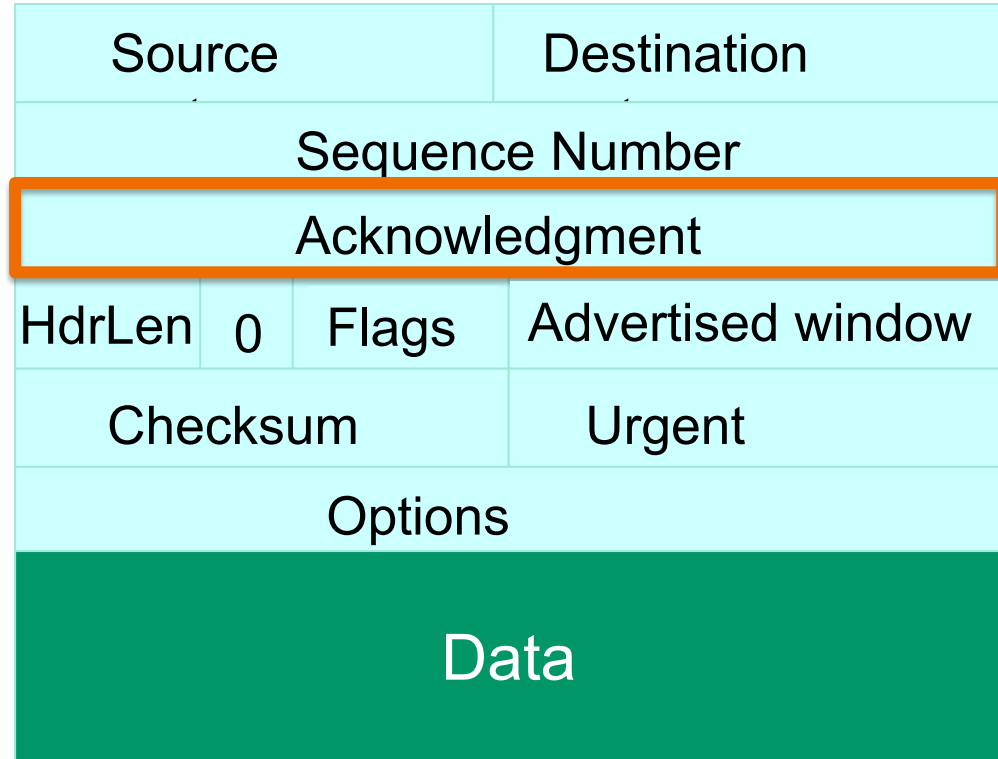 Source Destination
Sequence Number
Acknowledgment
HdrLen 0 Flags Advertised window
Checksum Urgent
Options
Data